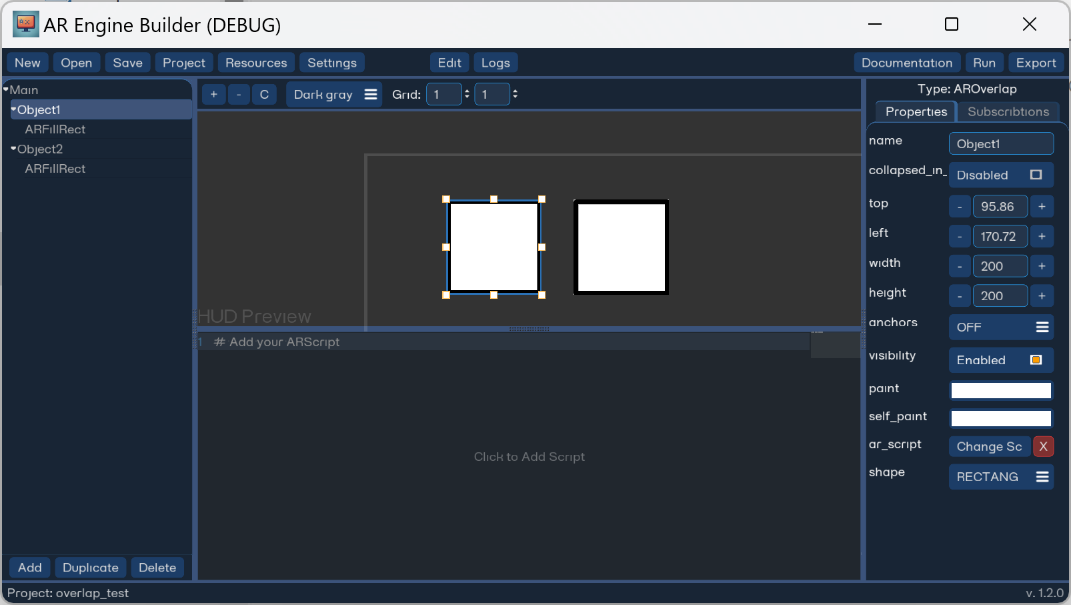 AR Engine Builder (DEBUG)
New Open Save Project Resources Settings Edit Logs Documentation Run Export
Main
Object1
ARFillRect
Object2
ARFillRect
+ - C Dark gray Grid: 1 1
HUD Preview
1 # Add your ARScript
Click to Add Script
Type: AROverlap
Properties Subscribtions
name Object1
collapsed_in_ Disabled
top - 95.86 +
left - 170.72 +
width - 200 +
height - 200 +
anchors OFF
visibility Enabled
paint
self_paint
ar_script Change Sc X
shape RECTANG
Add Duplicate Delete
Project: overlap_test v. 1.2.0